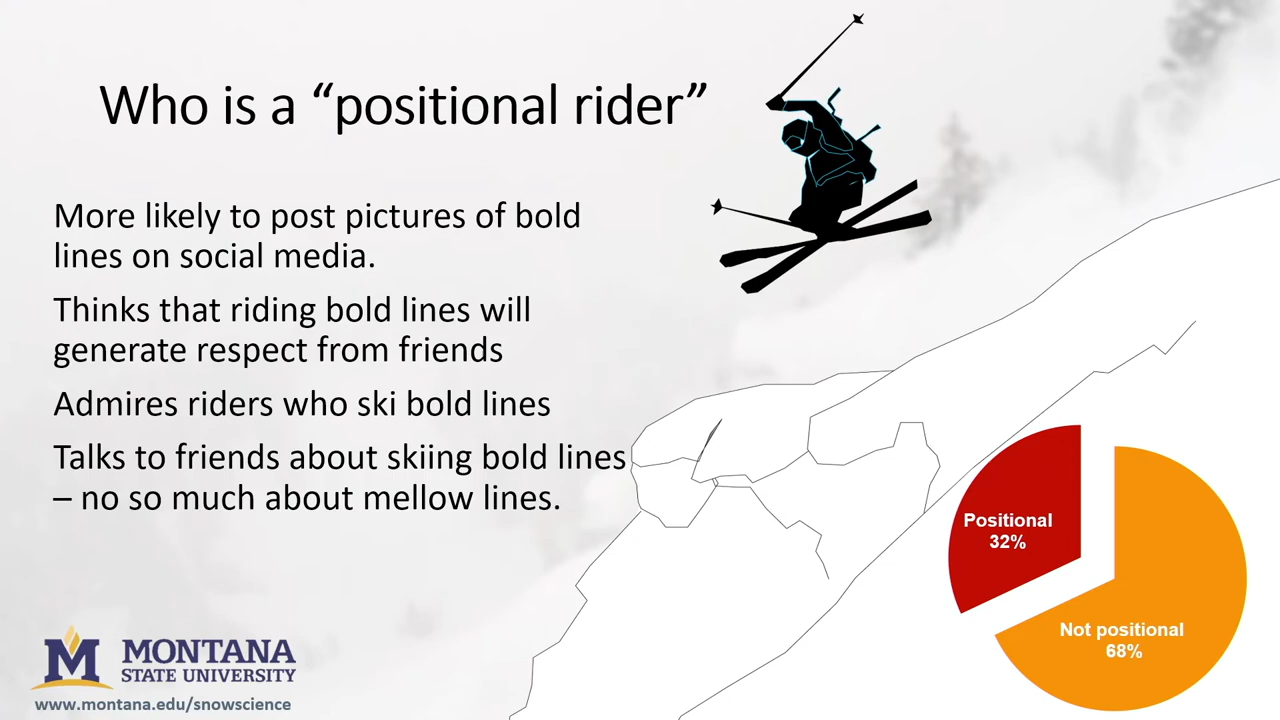 Who is a “positional rider”
More likely to post pictures of bold
lines on social media.
Thinks that riding bold lines will
generate respect from friends
Admires riders who ski bold lines
Talks to friends about skiing bold lines
– no so much about mellow lines.
Positional
32%
Not positional
68%
M MONTANA
STATE UNIVERSITY
www.montana.edu/snowscience